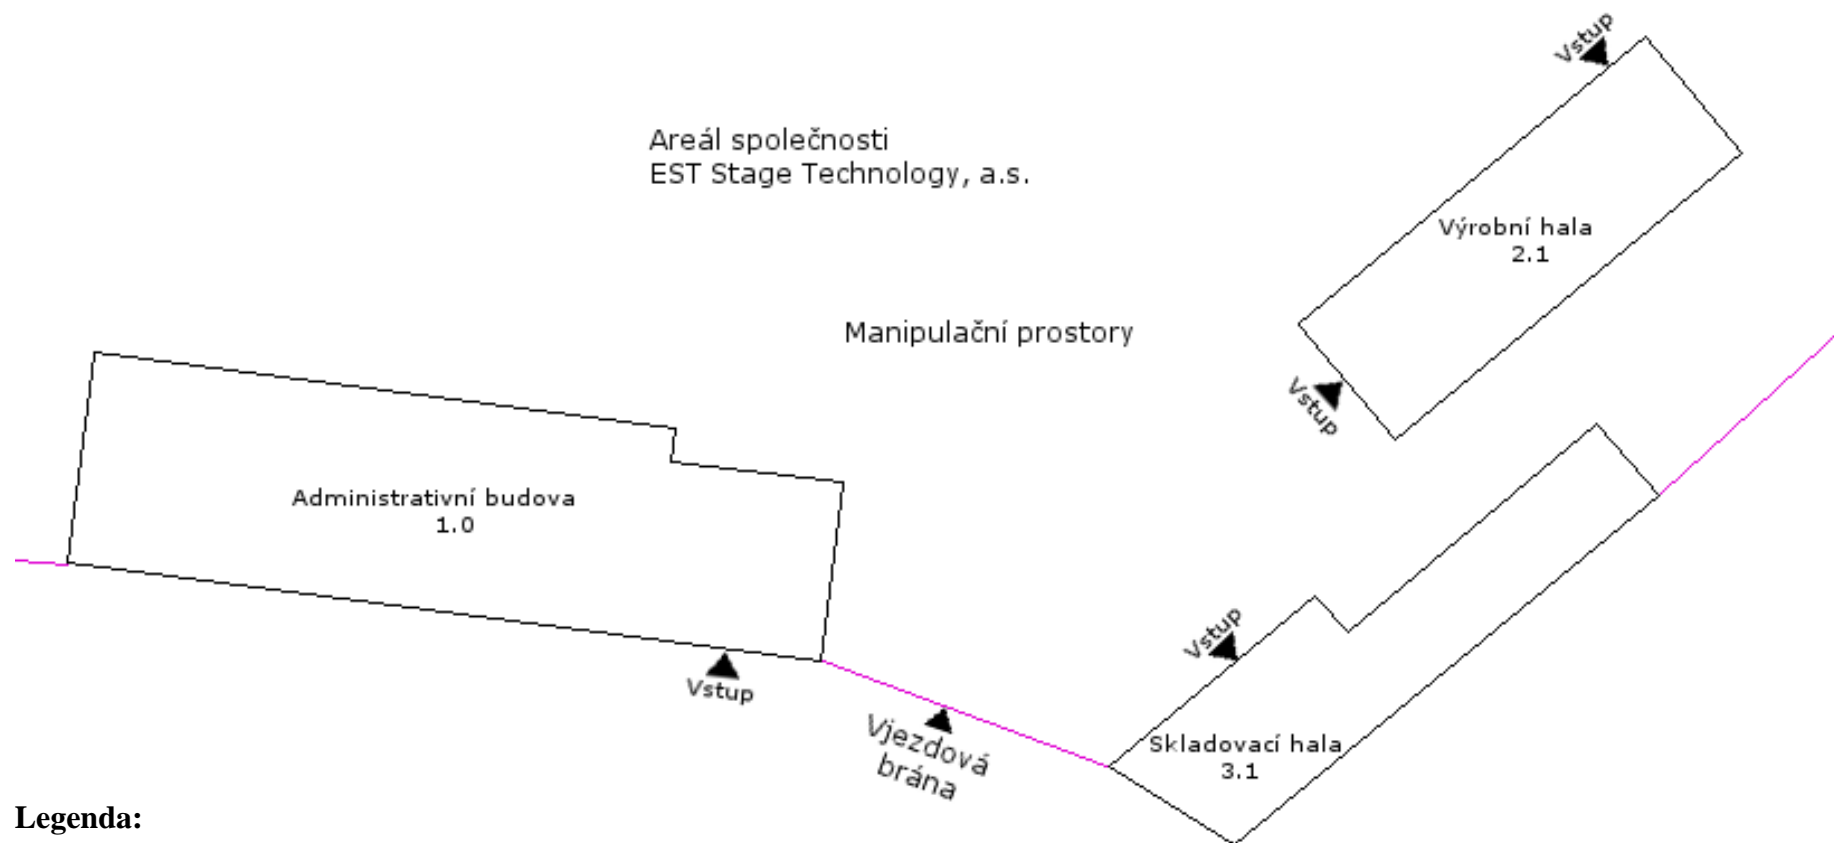 Vstup
Areál společnosti
EST Stage Technology, a.s.
Výrobní hala
2.1
Manipulační prostory
Vstup
Administrativní budova
1.0
Vstup
Vstup
Vjezdová
brána
Skladovací hala
3.1
Legenda: